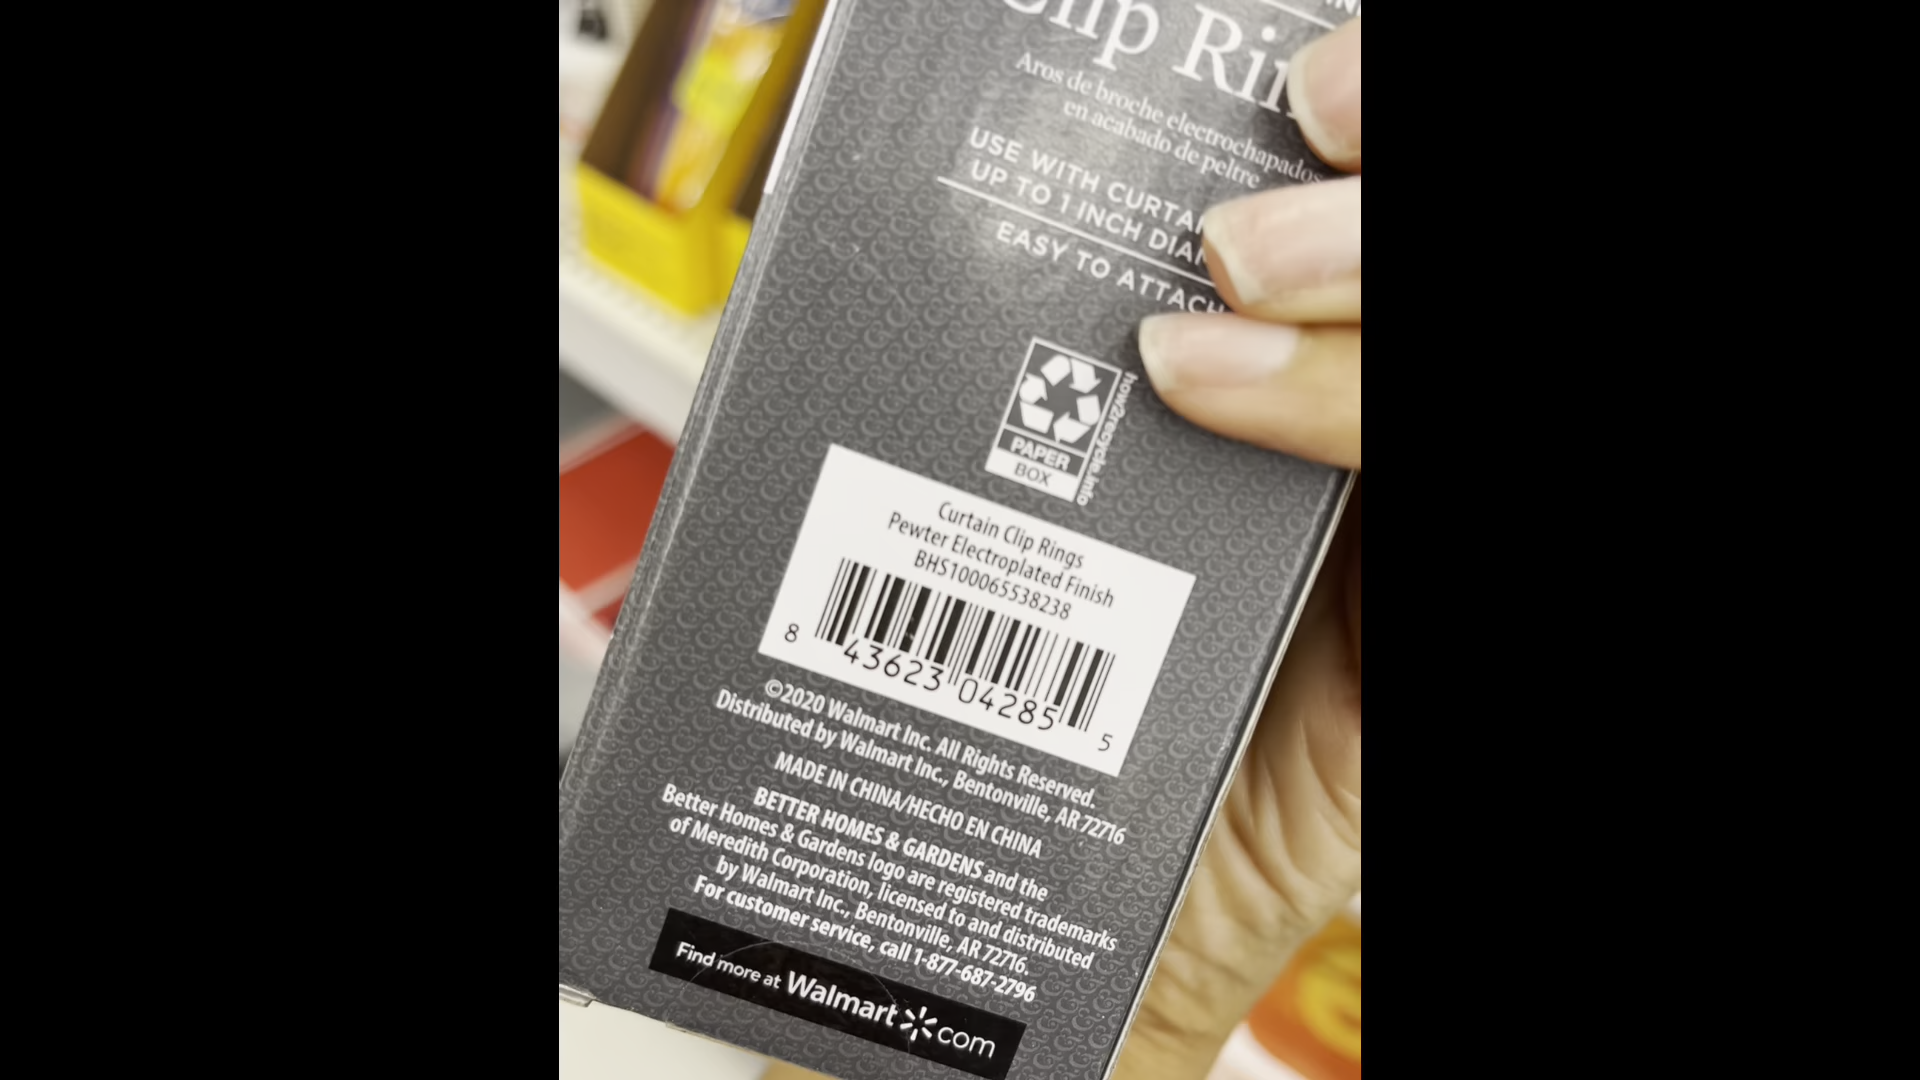 Clip
Aros de broche electrochapados
en acabado de peltre
USE WITH
UP TO 1 INCH
EASY TO ATTACH
how2recycle.info
PAPER
BOX
Curtain Clip Rings
Pewter Electroplated Finish
BHS100065538238
8 43623 04285 5
©2020 Walmart Inc. All Rights Reserved.
Distributed by Walmart Inc., Bentonville, AR 72716
MADE IN CHINA/HECHO EN CHINA
BETTER HOMES & GARDENS and the
Better Homes & Gardens logo are registered trademarks
of Meredith Corporation, licensed to and distributed
by Walmart Inc., Bentonville, AR 72716.
For customer service, call 1-877-687-2796
Find more at Walmart.com